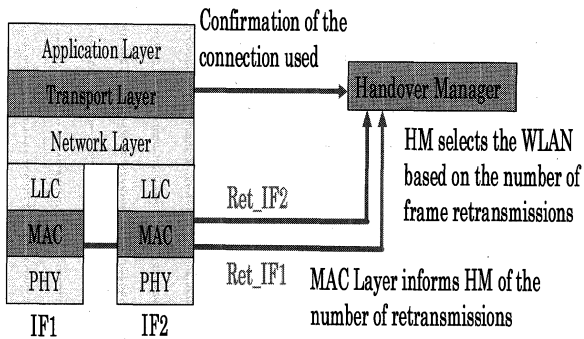 Confirmation of the
connection used
Application Layer
Transport Layer
Handover Manager
Network Layer
HM selects the WLAN
based on the number of
frame retransmissions
LLC
LLC
Ret_IF2
MAC
MAC
Ret_IF1
PHY
PHY
MAC Layer informs HM of the
number of retransmissions
IF1
IF2